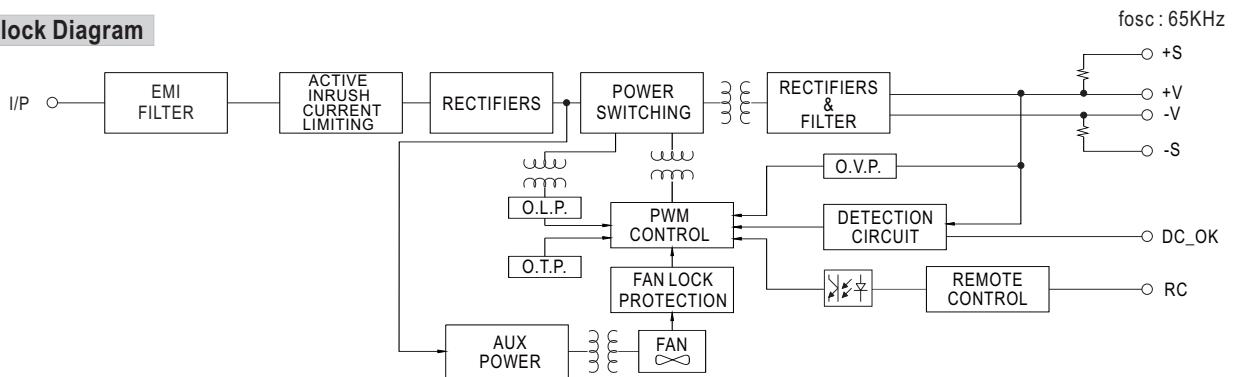 lock Diagram
fosc : 65KHz
I/P
EMI
FILTER
ACTIVE
INRUSH
CURRENT
LIMITING
RECTIFIERS
POWER
SWITCHING
RECTIFIERS
&
FILTER
+S
+V
-V
-S
O.L.P.
O.T.P.
PWM
CONTROL
O.V.P.
DETECTION
CIRCUIT
DC_OK
FAN LOCK
PROTECTION
REMOTE
CONTROL
RC
AUX
POWER
FAN